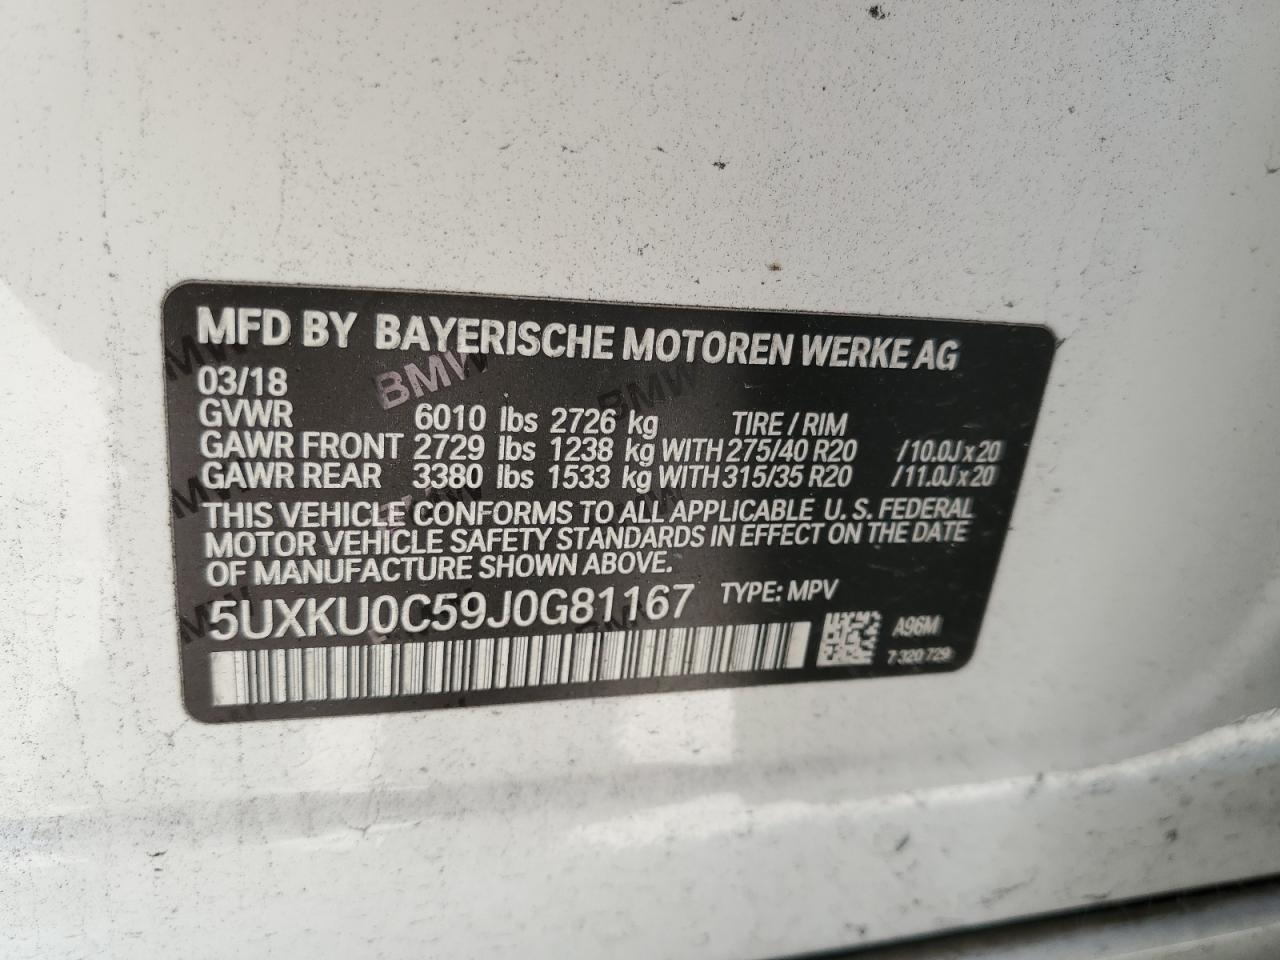 MFD BY BAYERISCHE MOTOREN WERKE AG
03/18
GVWR 6010 lbs 2726 kg TIRE / RIM
GAWR FRONT 2729 lbs 1238 kg WITH 275/40 R20 /10.0J x 20
GAWR REAR 3380 lbs 1533 kg WITH 315/35 R20 /11.0J x 20
THIS VEHICLE CONFORMS TO ALL APPLICABLE U. S. FEDERAL
MOTOR VEHICLE SAFETY STANDARDS IN EFFECT ON THE DATE
OF MANUFACTURE SHOWN ABOVE.
5UXKU0C59J0G81167 TYPE: MPV
A96M
7 320 729
BMW